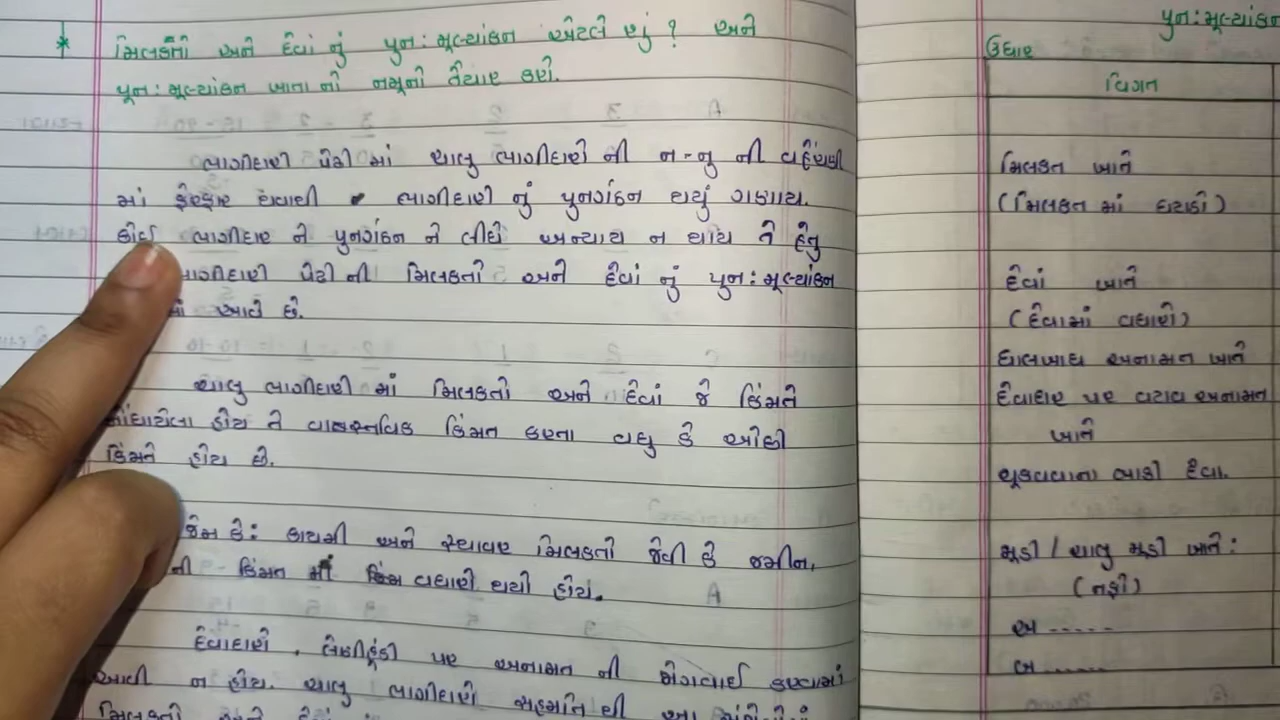 મિલકતો અને દેવાં નું પુન:મૂલ્યાંકન એટલે શું? અને
પૂન:મૂલ્યાંકન ખાતા નો નમૂનો તૈયાર કરો.
ભાગીદારી પેઢી માં ચાલુ ભાગીદારો ની ન-નુ ની વહેંચણી
માં ફેરફાર થવાથી ભાગીદારી નું પુનર્ગઠન થયું ગણાય.
કોઈ ભાગીદાર ને પુનર્ગઠન ને લીધે અન્યાય ન થાય તે હેતુ
ભાગીદારી પેઢી ની મિલકતો અને દેવાં નું પુન:મૂલ્યાંકન
માં આવે છે.
ચાલુ ભાગીદારી માં મિલકતો અને દેવાં જે કિંમતે
નોંધાયેલા હોય તે વાસ્તવિક કિંમત કરતા વધુ કે ઓછી
કિંમતે હોય છે.
જેમ કે: કાયમી અને સ્થાવર મિલકતો જેવી કે જમીન,
ની કિંમત માં વધારો થયો હોય.
દેવાદારો, લેણીહૂંડી પર અનામત ની જોગવાઈ કરવામાં
આવી ન હોય. ચાલુ ભાગીદારો સહમતિ થી આ
મિલકતો અને
પુન:મૂલ્યાંકન
ઉધાર
વિગત
મિલકત ખાતે
(મિલકત માં ઘટાડો)
દેવાં ખાતે
(દેવામાં વધારો)
ઘાલખાધ અનામત ખાતે
દેવાદાર પર વટાવ અનામત
ખાતે
ચૂકવવાના બાકી દેવા.
મૂડી / ચાલુ મૂડી ખાતે:
(નફો)
અ -----
બ -----